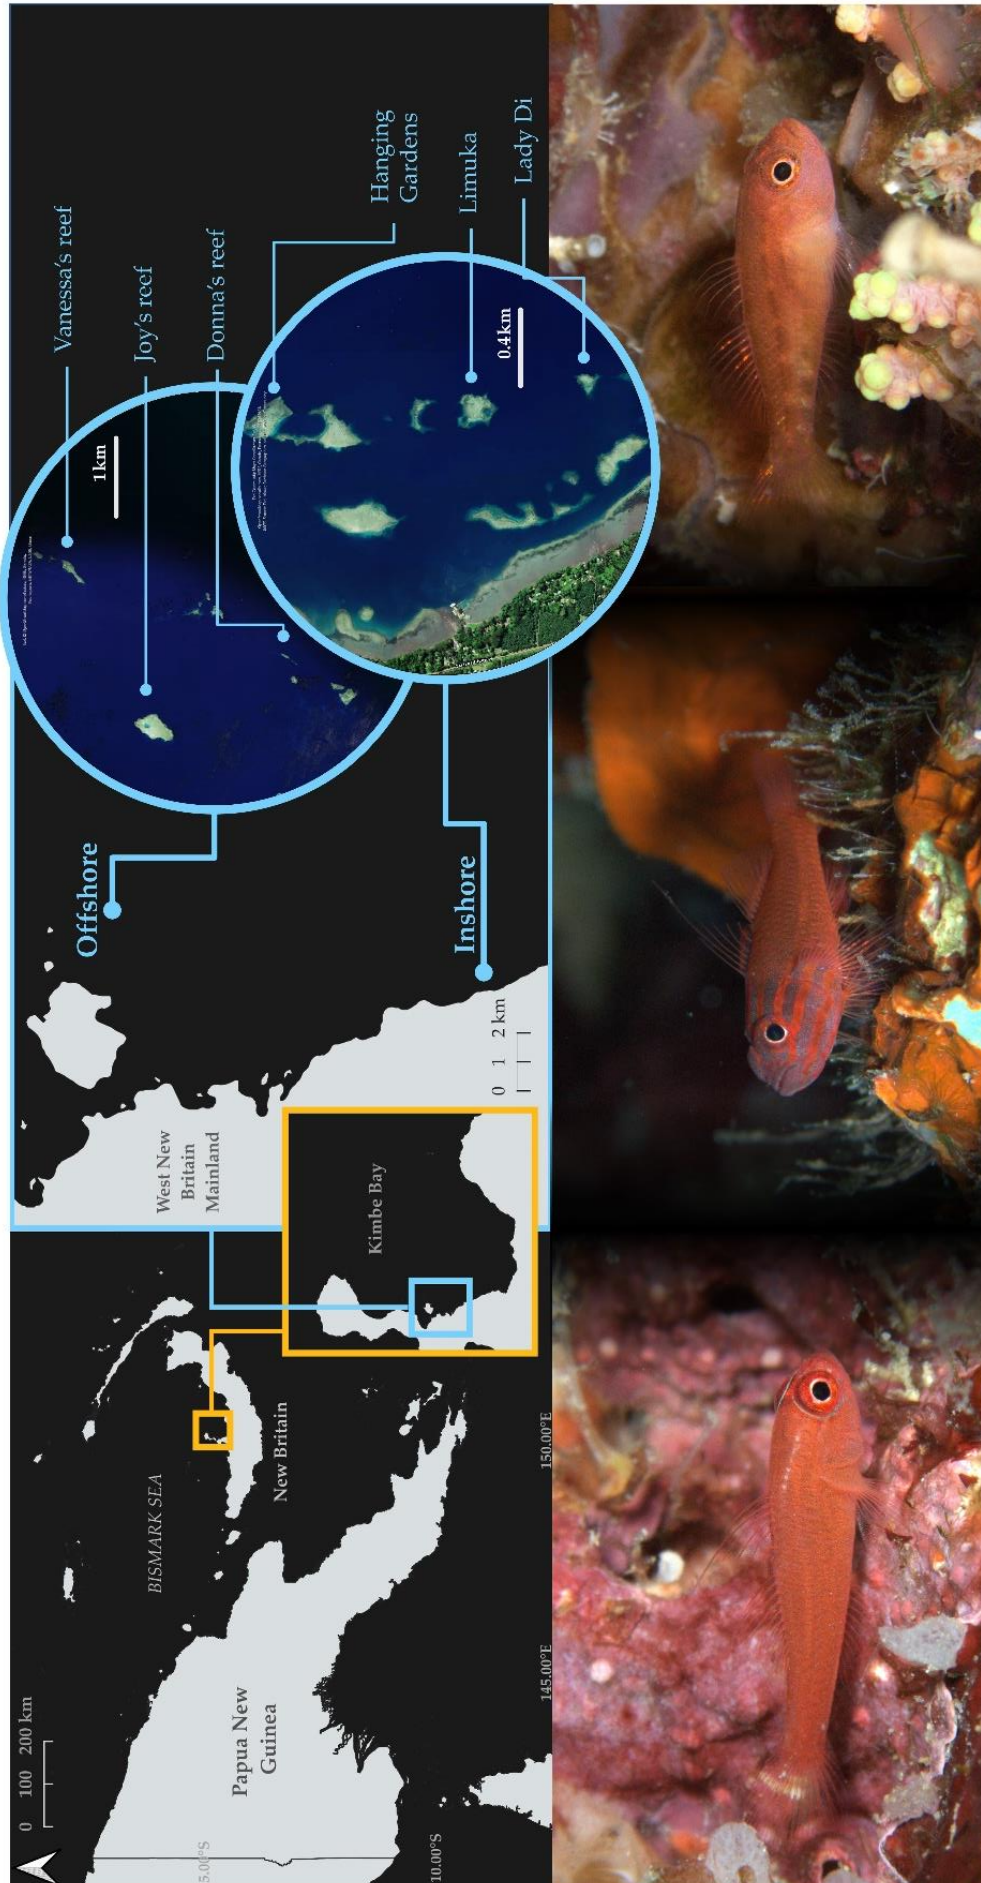 0 100 200 km
Papua New
Guinea
5.00°S
10.00°S
145.00°E
150.00°E
BISMARK SEA
New Britain
Kimbe Bay
West New
Britain
Mainland
0 1 2 km
Offshore
Inshore
1km
0.4km
Vanessa's reef
Joy's reef
Donna's reef
Hanging
Gardens
Limuka
Lady Di